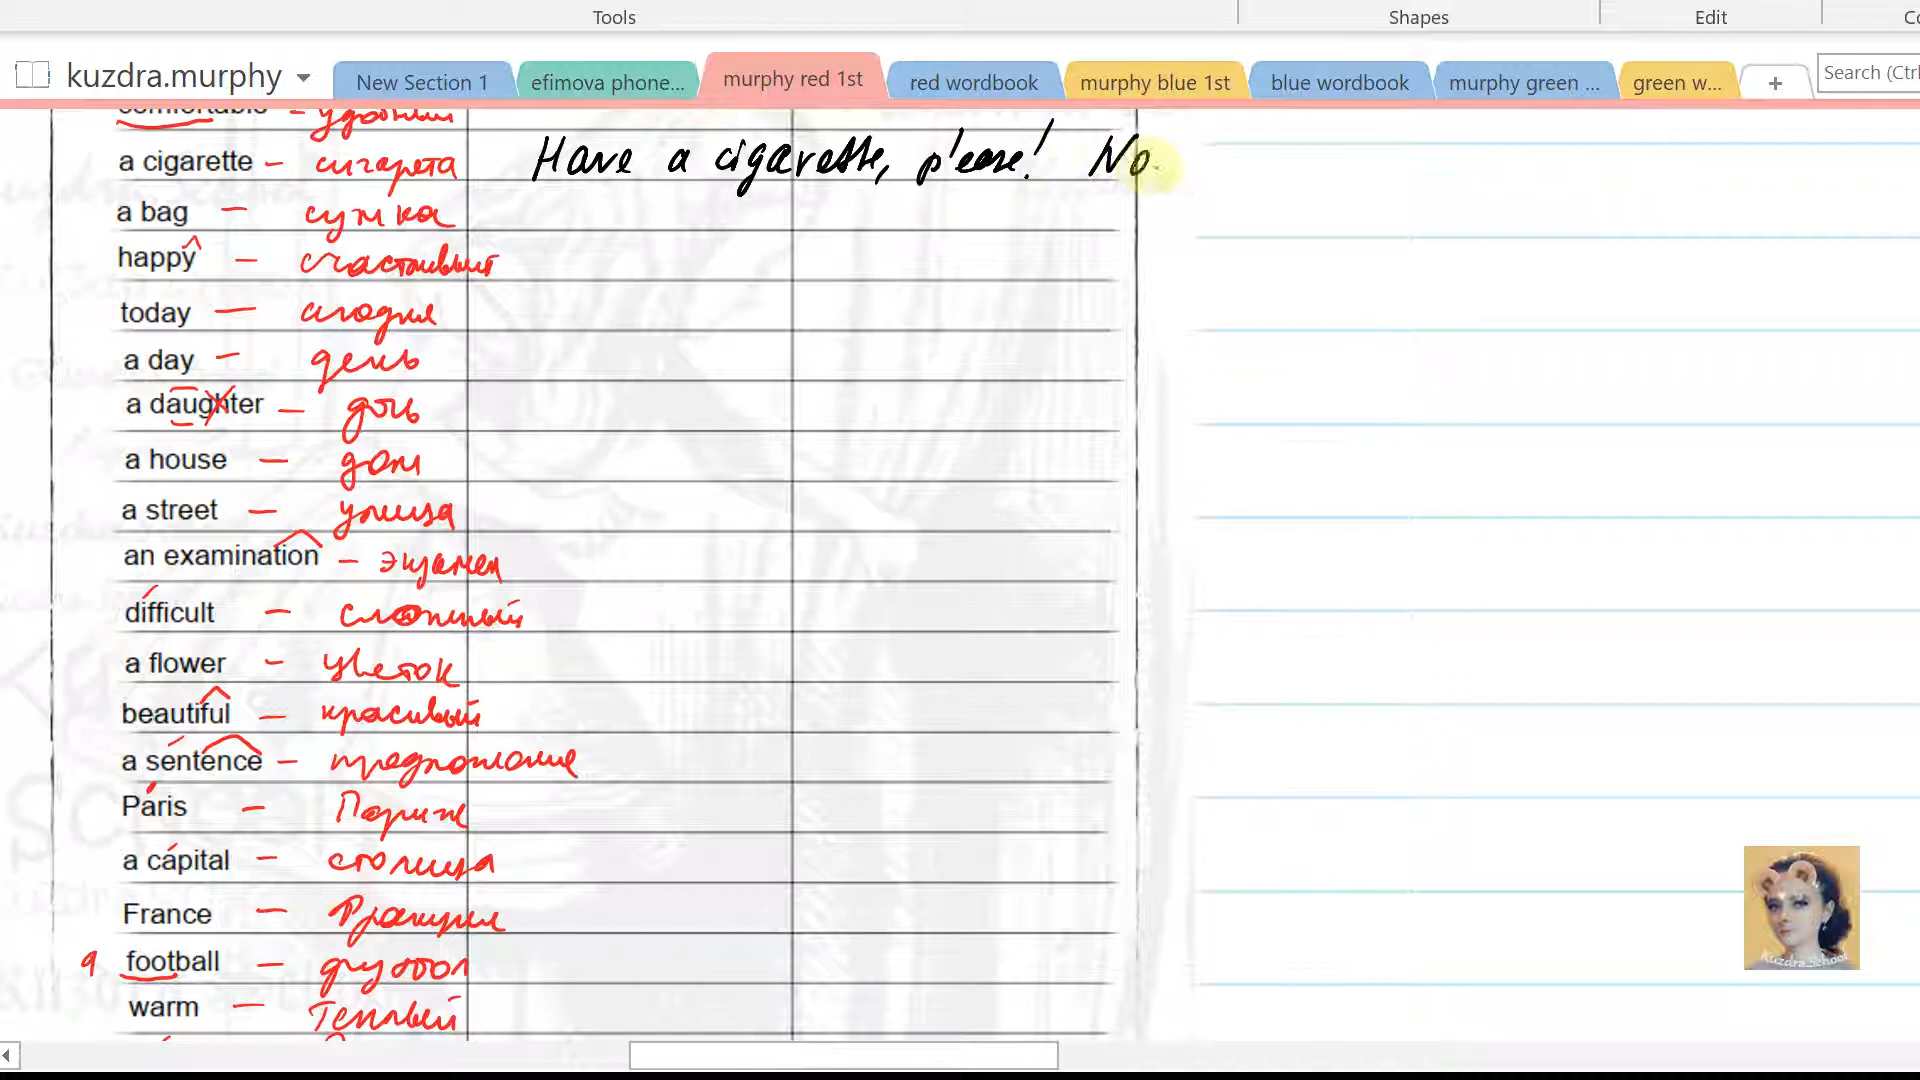 Tools Shapes Edit
kuzdra.murphy New Section 1 efimova phone... murphy red 1st red wordbook murphy blue 1st blue wordbook murphy green ... green w... + Search (Ctrl
comfortable – удобный
a cigarette – сигарета Have a cigarette, please! No.
a bag – сумка
happy – счастливый
today – сегодня
a day – день
a daughter – дочь
a house – дом
a street – улица
an examination – экзамен
difficult – сложный
a flower – цветок
beautiful – красивый
a sentence – предложение
Paris – Париж
a capital – столица
France – Франция
a football – футбол
warm – теплый
Kuzdra_School